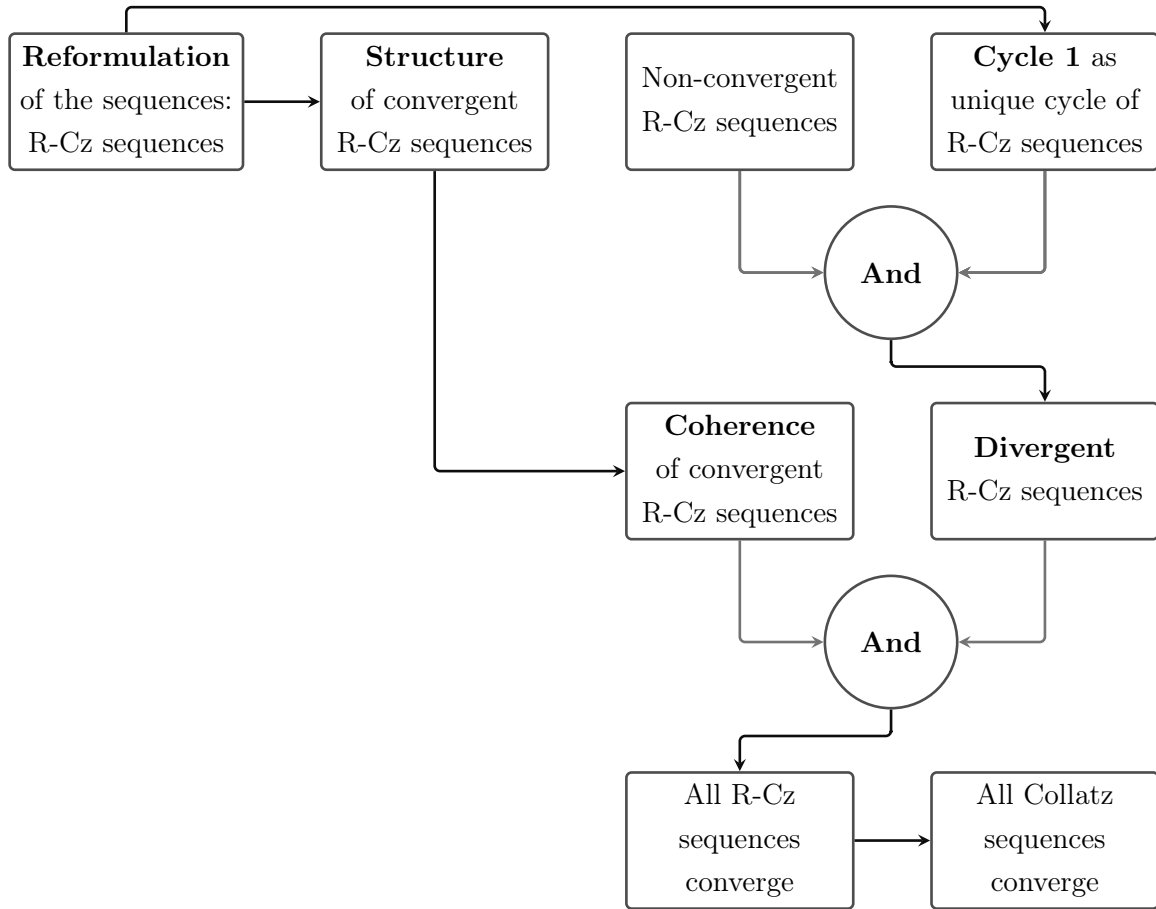 Reformulation
of the sequences:
R-Cz sequences
Structure
of convergent
R-Cz sequences
Non-convergent
R-Cz sequences
Cycle 1 as
unique cycle of
R-Cz sequences
And
Coherence
of convergent
R-Cz sequences
Divergent
R-Cz sequences
And
All R-Cz
sequences
converge
All Collatz
sequences
converge